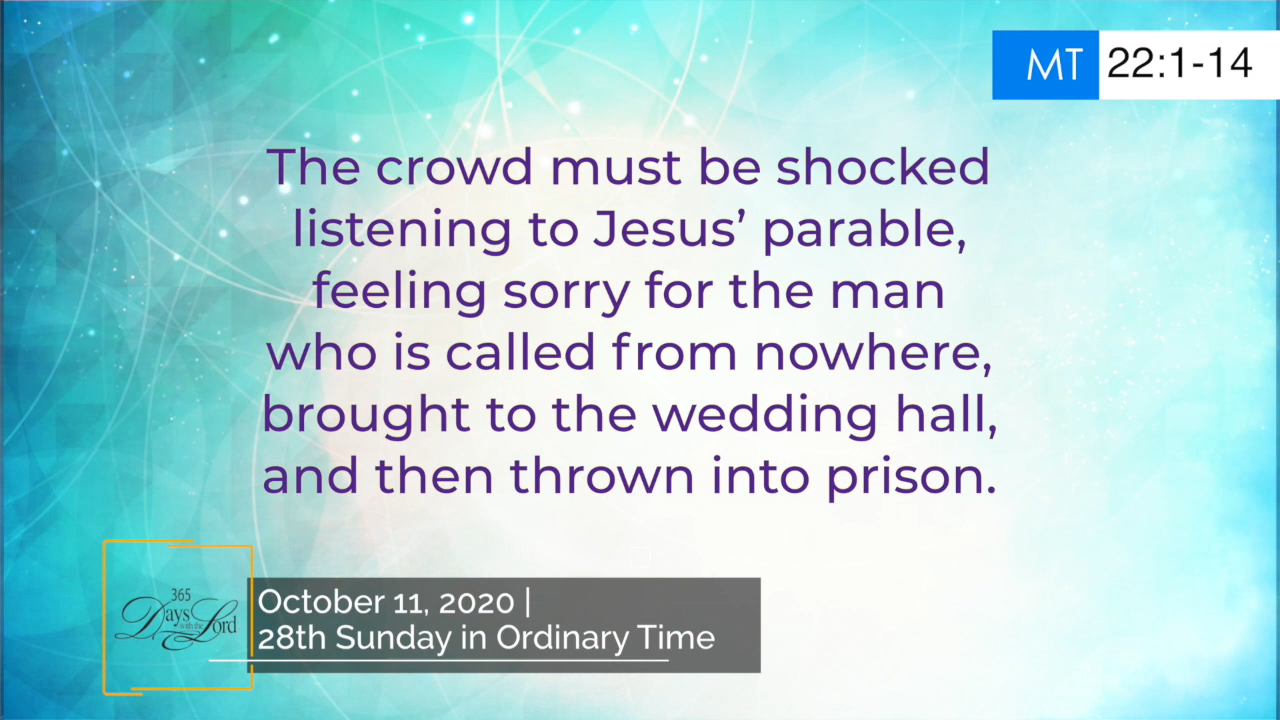 MT 22:1-14
The crowd must be shocked
listening to Jesus’ parable,
feeling sorry for the man
who is called from nowhere,
brought to the wedding hall,
and then thrown into prison.
365
Days with the Lord
October 11, 2020 |
28th Sunday in Ordinary Time